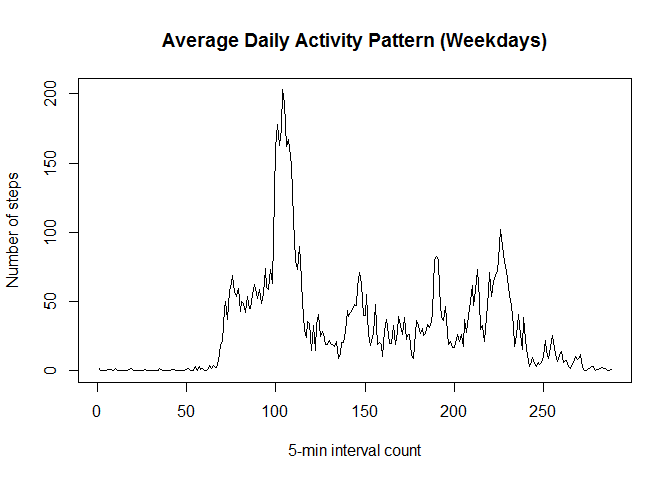 Average Daily Activity Pattern (Weekdays)
Number of steps
200
150
100
50
0
0 50 100 150 200 250
5-min interval count